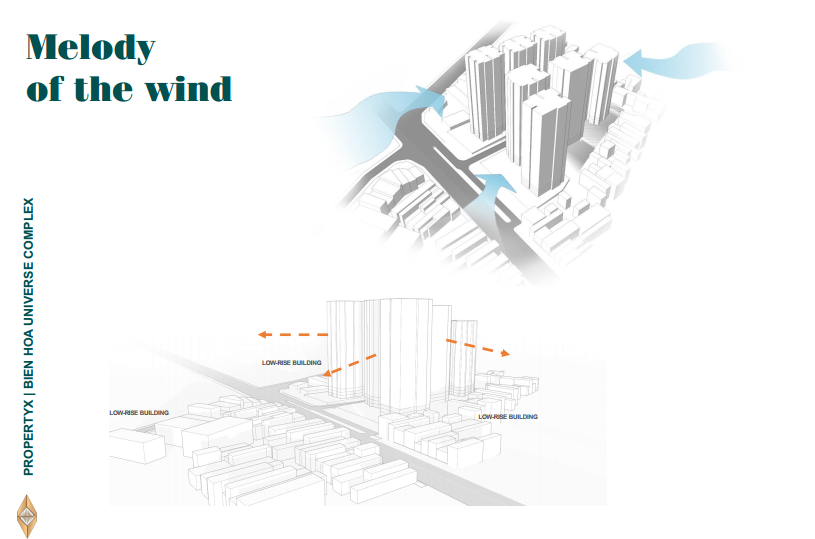 Melody
of the wind
PROPERTYX | BIEN HOA UNIVERSE COMPLEX
LOW-RISE BUILDING
LOW-RISE BUILDING
LOW-RISE BUILDING